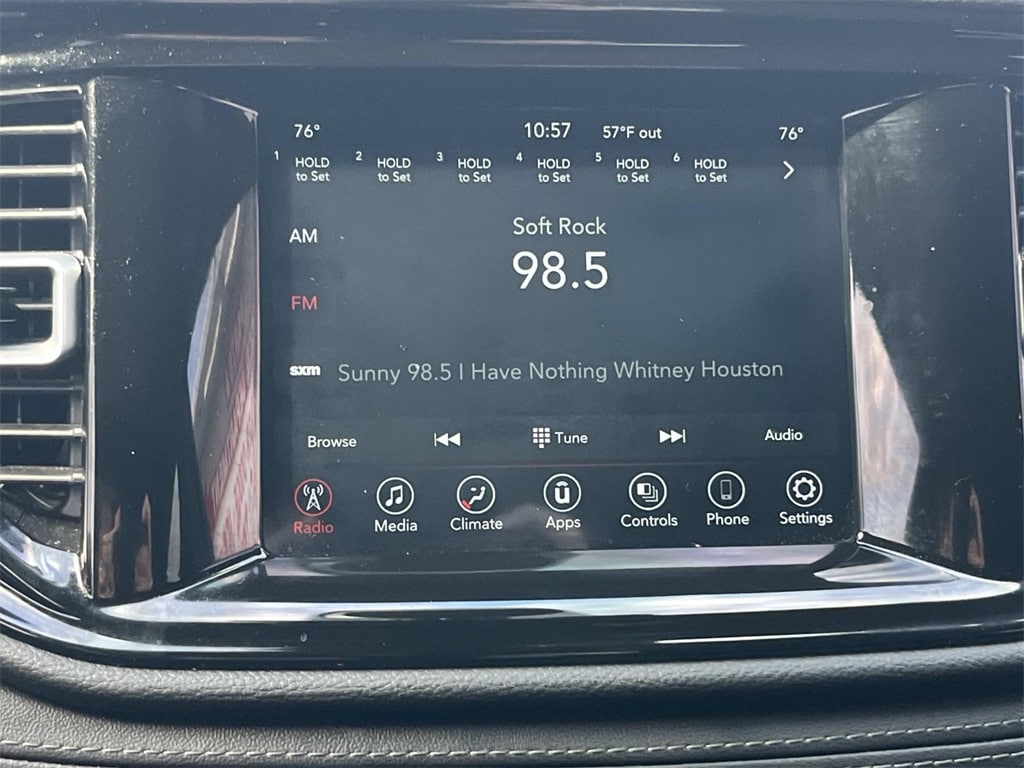 76° 10:57 57°F out 76°
1 HOLD to Set 2 HOLD to Set 3 HOLD to Set 4 HOLD to Set 5 HOLD to Set 6 HOLD to Set
Soft Rock
AM
98.5
FM
sxm Sunny 98.5 I Have Nothing Whitney Houston
Browse Tune Audio
Radio Media Climate Apps Controls Phone Settings